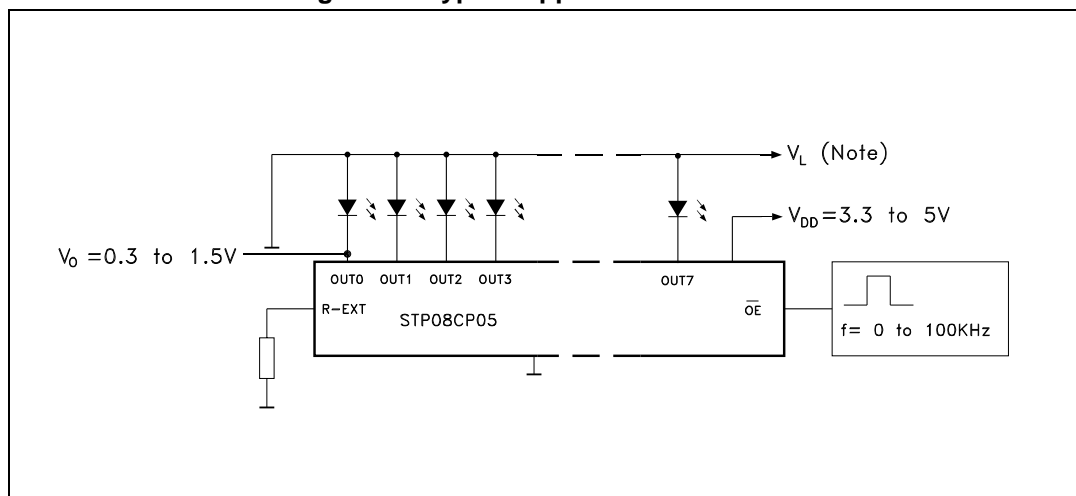 V_L (Note)
V_DD=3.3 to 5V
V_O =0.3 to 1.5V
OUT0 OUT1 OUT2 OUT3 OUT7
R-EXT
STP08CP05
O̅E̅
f= 0 to 100KHz